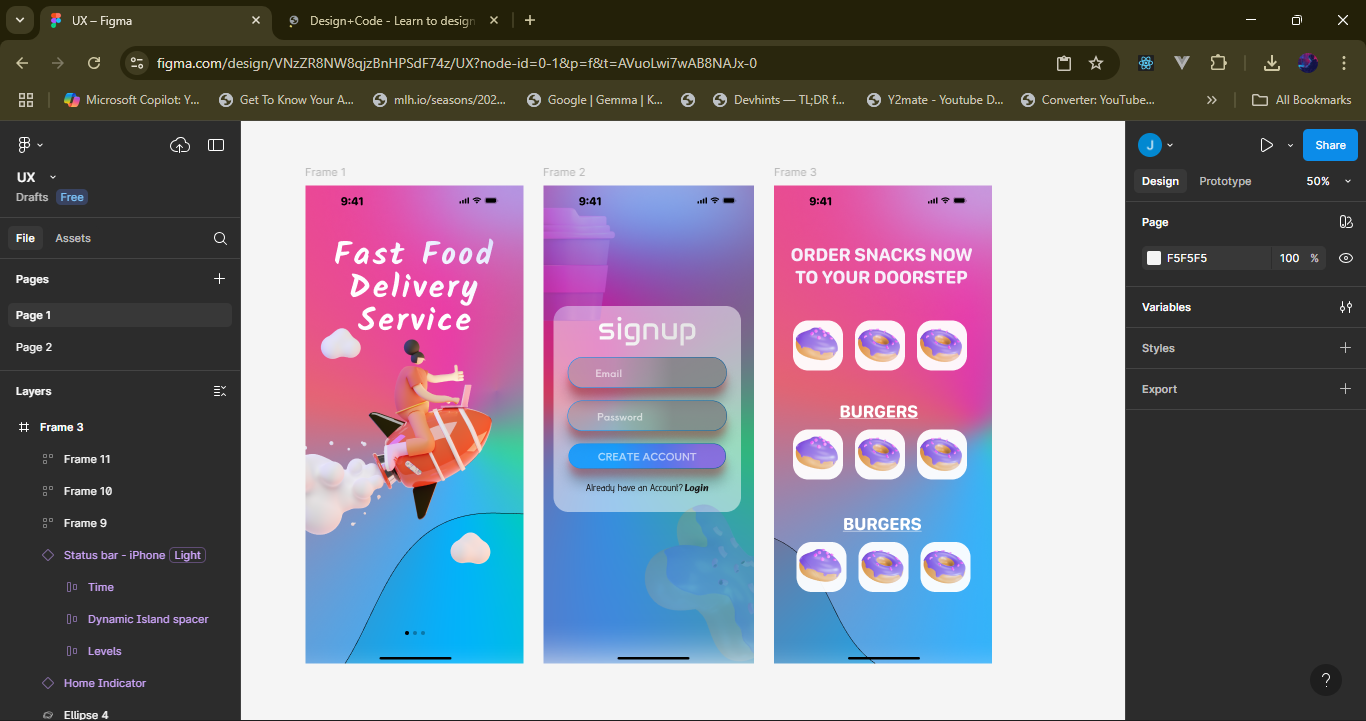 UX – Figma
Design+Code - Learn to design
figma.com/design/VNzZR8NW8qjzBnHPSdF74z/UX?node-id=0-1&p=f&t=AVuoLwi7wAB8NAJx-0
Microsoft Copilot: Y...
Get To Know Your A...
mlh.io/seasons/202...
Google | Gemma | K...
Devhints — TL;DR f...
Y2mate - Youtube D...
Converter: YouTube...
All Bookmarks
UX
Drafts Free
File Assets
Pages
Page 1
Page 2
Layers
Frame 3
Frame 11
Frame 10
Frame 9
Status bar - iPhone Light
Time
Dynamic Island spacer
Levels
Home Indicator
Ellipse 4
Frame 1
9:41
Fast Food
Delivery
Service
Frame 2
9:41
signup
Email
Password
CREATE ACCOUNT
Already have an Account? Login
Frame 3
9:41
ORDER SNACKS NOW
TO YOUR DOORSTEP
BURGERS
BURGERS
J
Share
Design Prototype 50%
Page
F5F5F5 100 %
Variables
Styles
Export
?